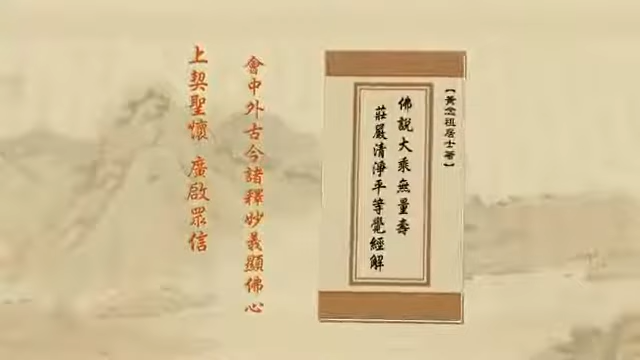 【黃念祖居士著】
佛說大乘無量壽
莊嚴清淨平等覺經解
會中外古今諸釋妙義顯佛心
上契聖懷 廣啟眾信